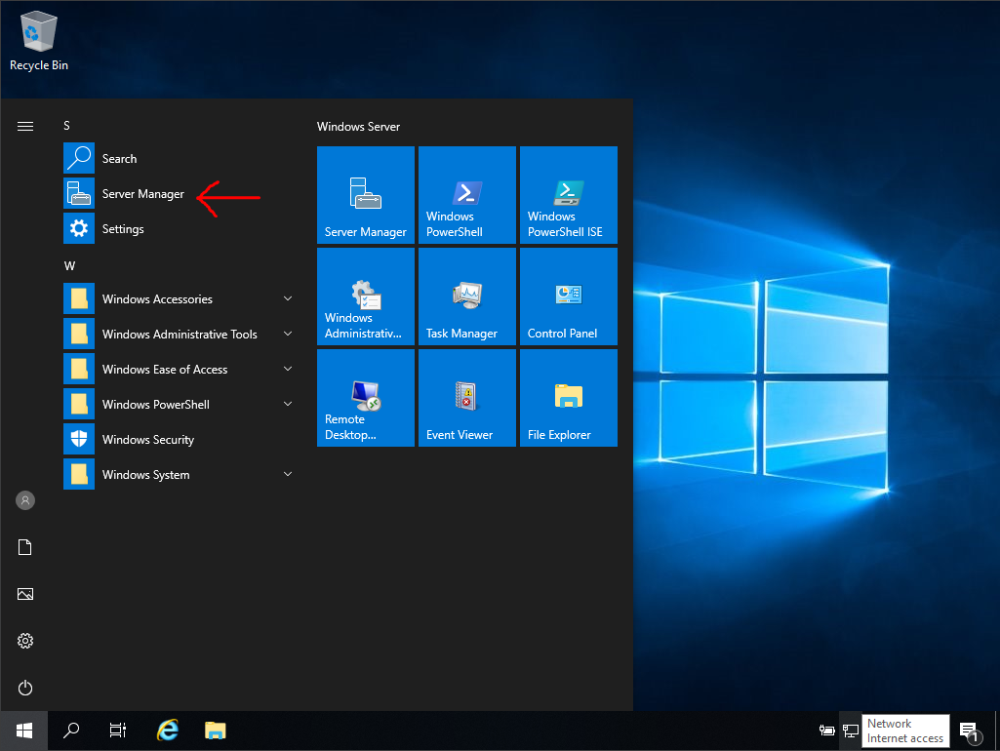 Recycle Bin
S
Search
Server Manager
Settings
W
Windows Accessories
Windows Administrative Tools
Windows Ease of Access
Windows PowerShell
Windows Security
Windows System
Windows Server
Server Manager
Windows
PowerShell
Windows
PowerShell ISE
Windows
Administrativ...
Task Manager
Control Panel
Remote
Desktop...
Event Viewer
File Explorer
Network
Internet access
1